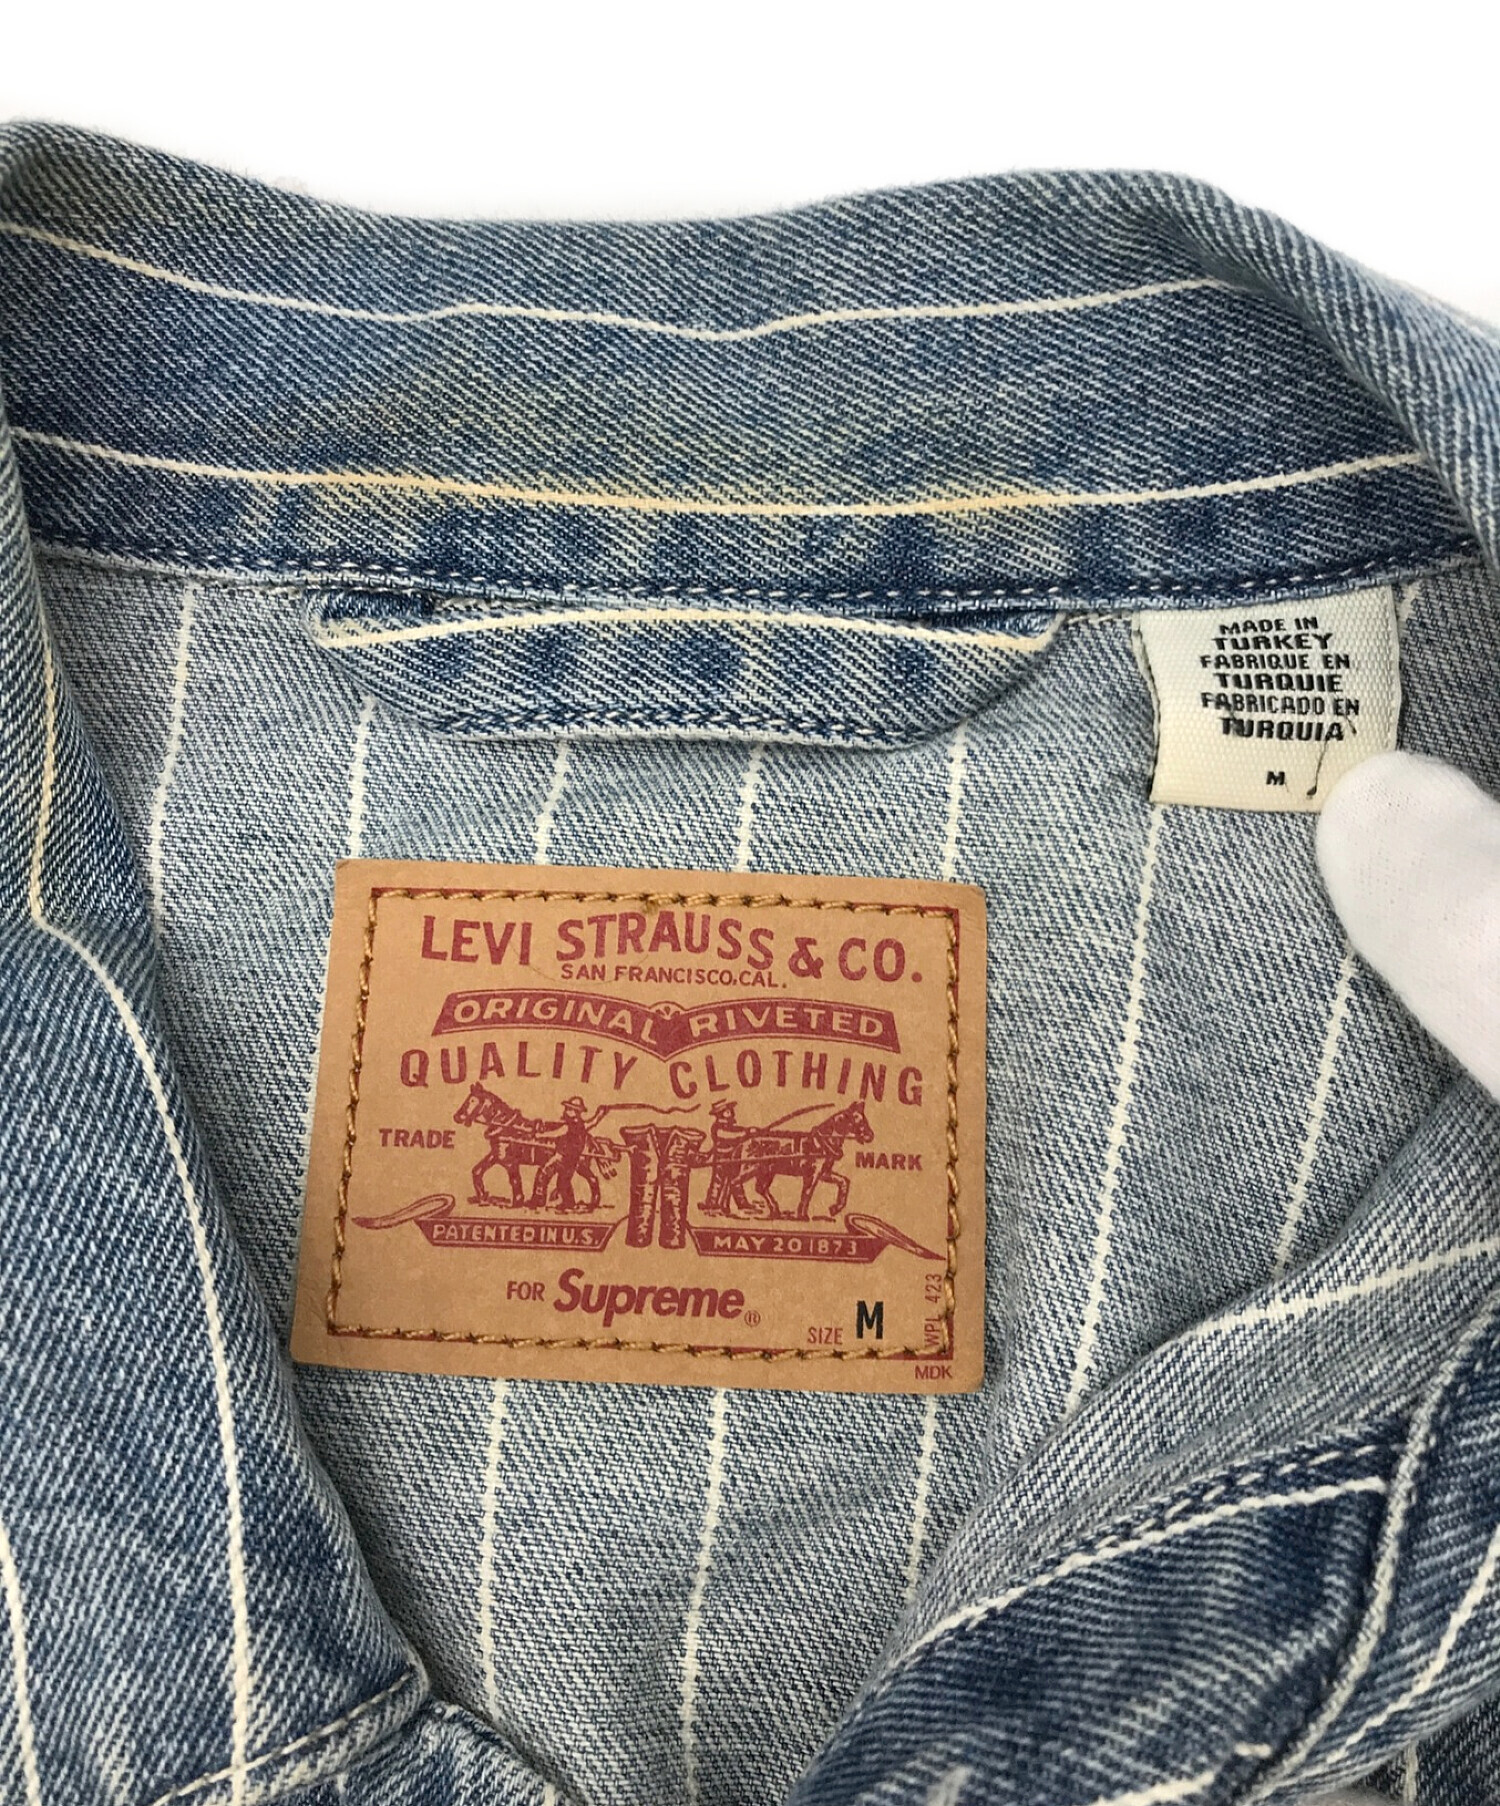 MADE IN
TURKEY
FABRIQUE EN
TURQUIE
FABRICADO EN
TURQUIA
M
LEVI STRAUSS & CO.
SAN FRANCISCO, CAL.
ORIGINAL RIVETED
QUALITY CLOTHING
TRADE MARK
PATENTED IN U.S. MAY 20 1873
FOR Supreme®
SIZE M
WPL 423
MDK